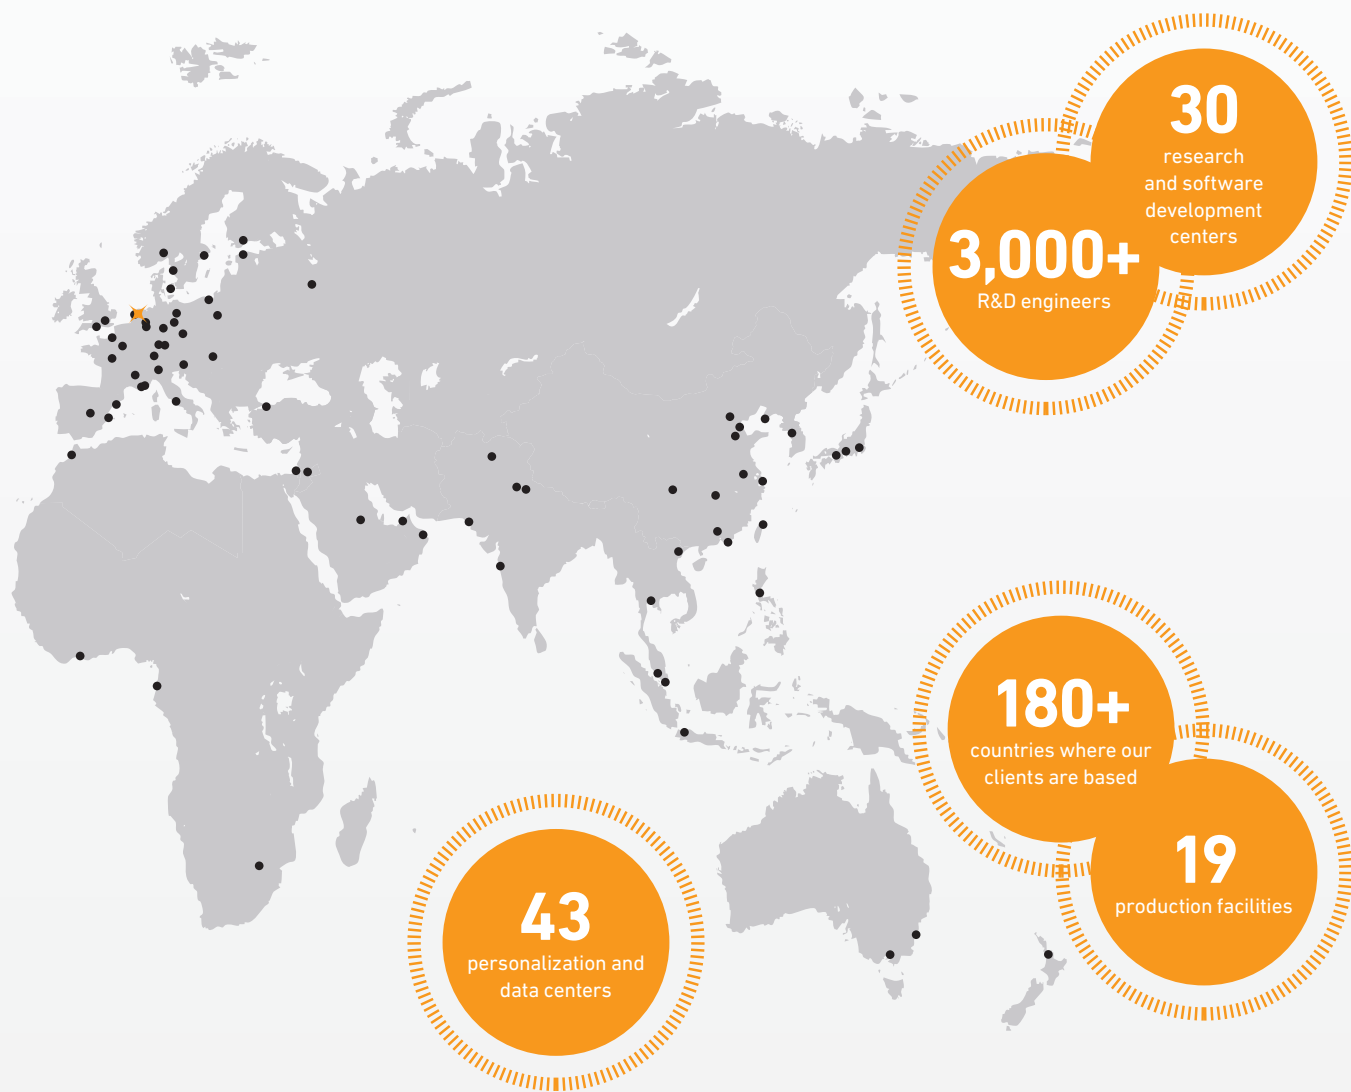 30
research
and software
development
centers
3,000+
R&D engineers
180+
countries where our
clients are based
19
production facilities
43
personalization and
data centers